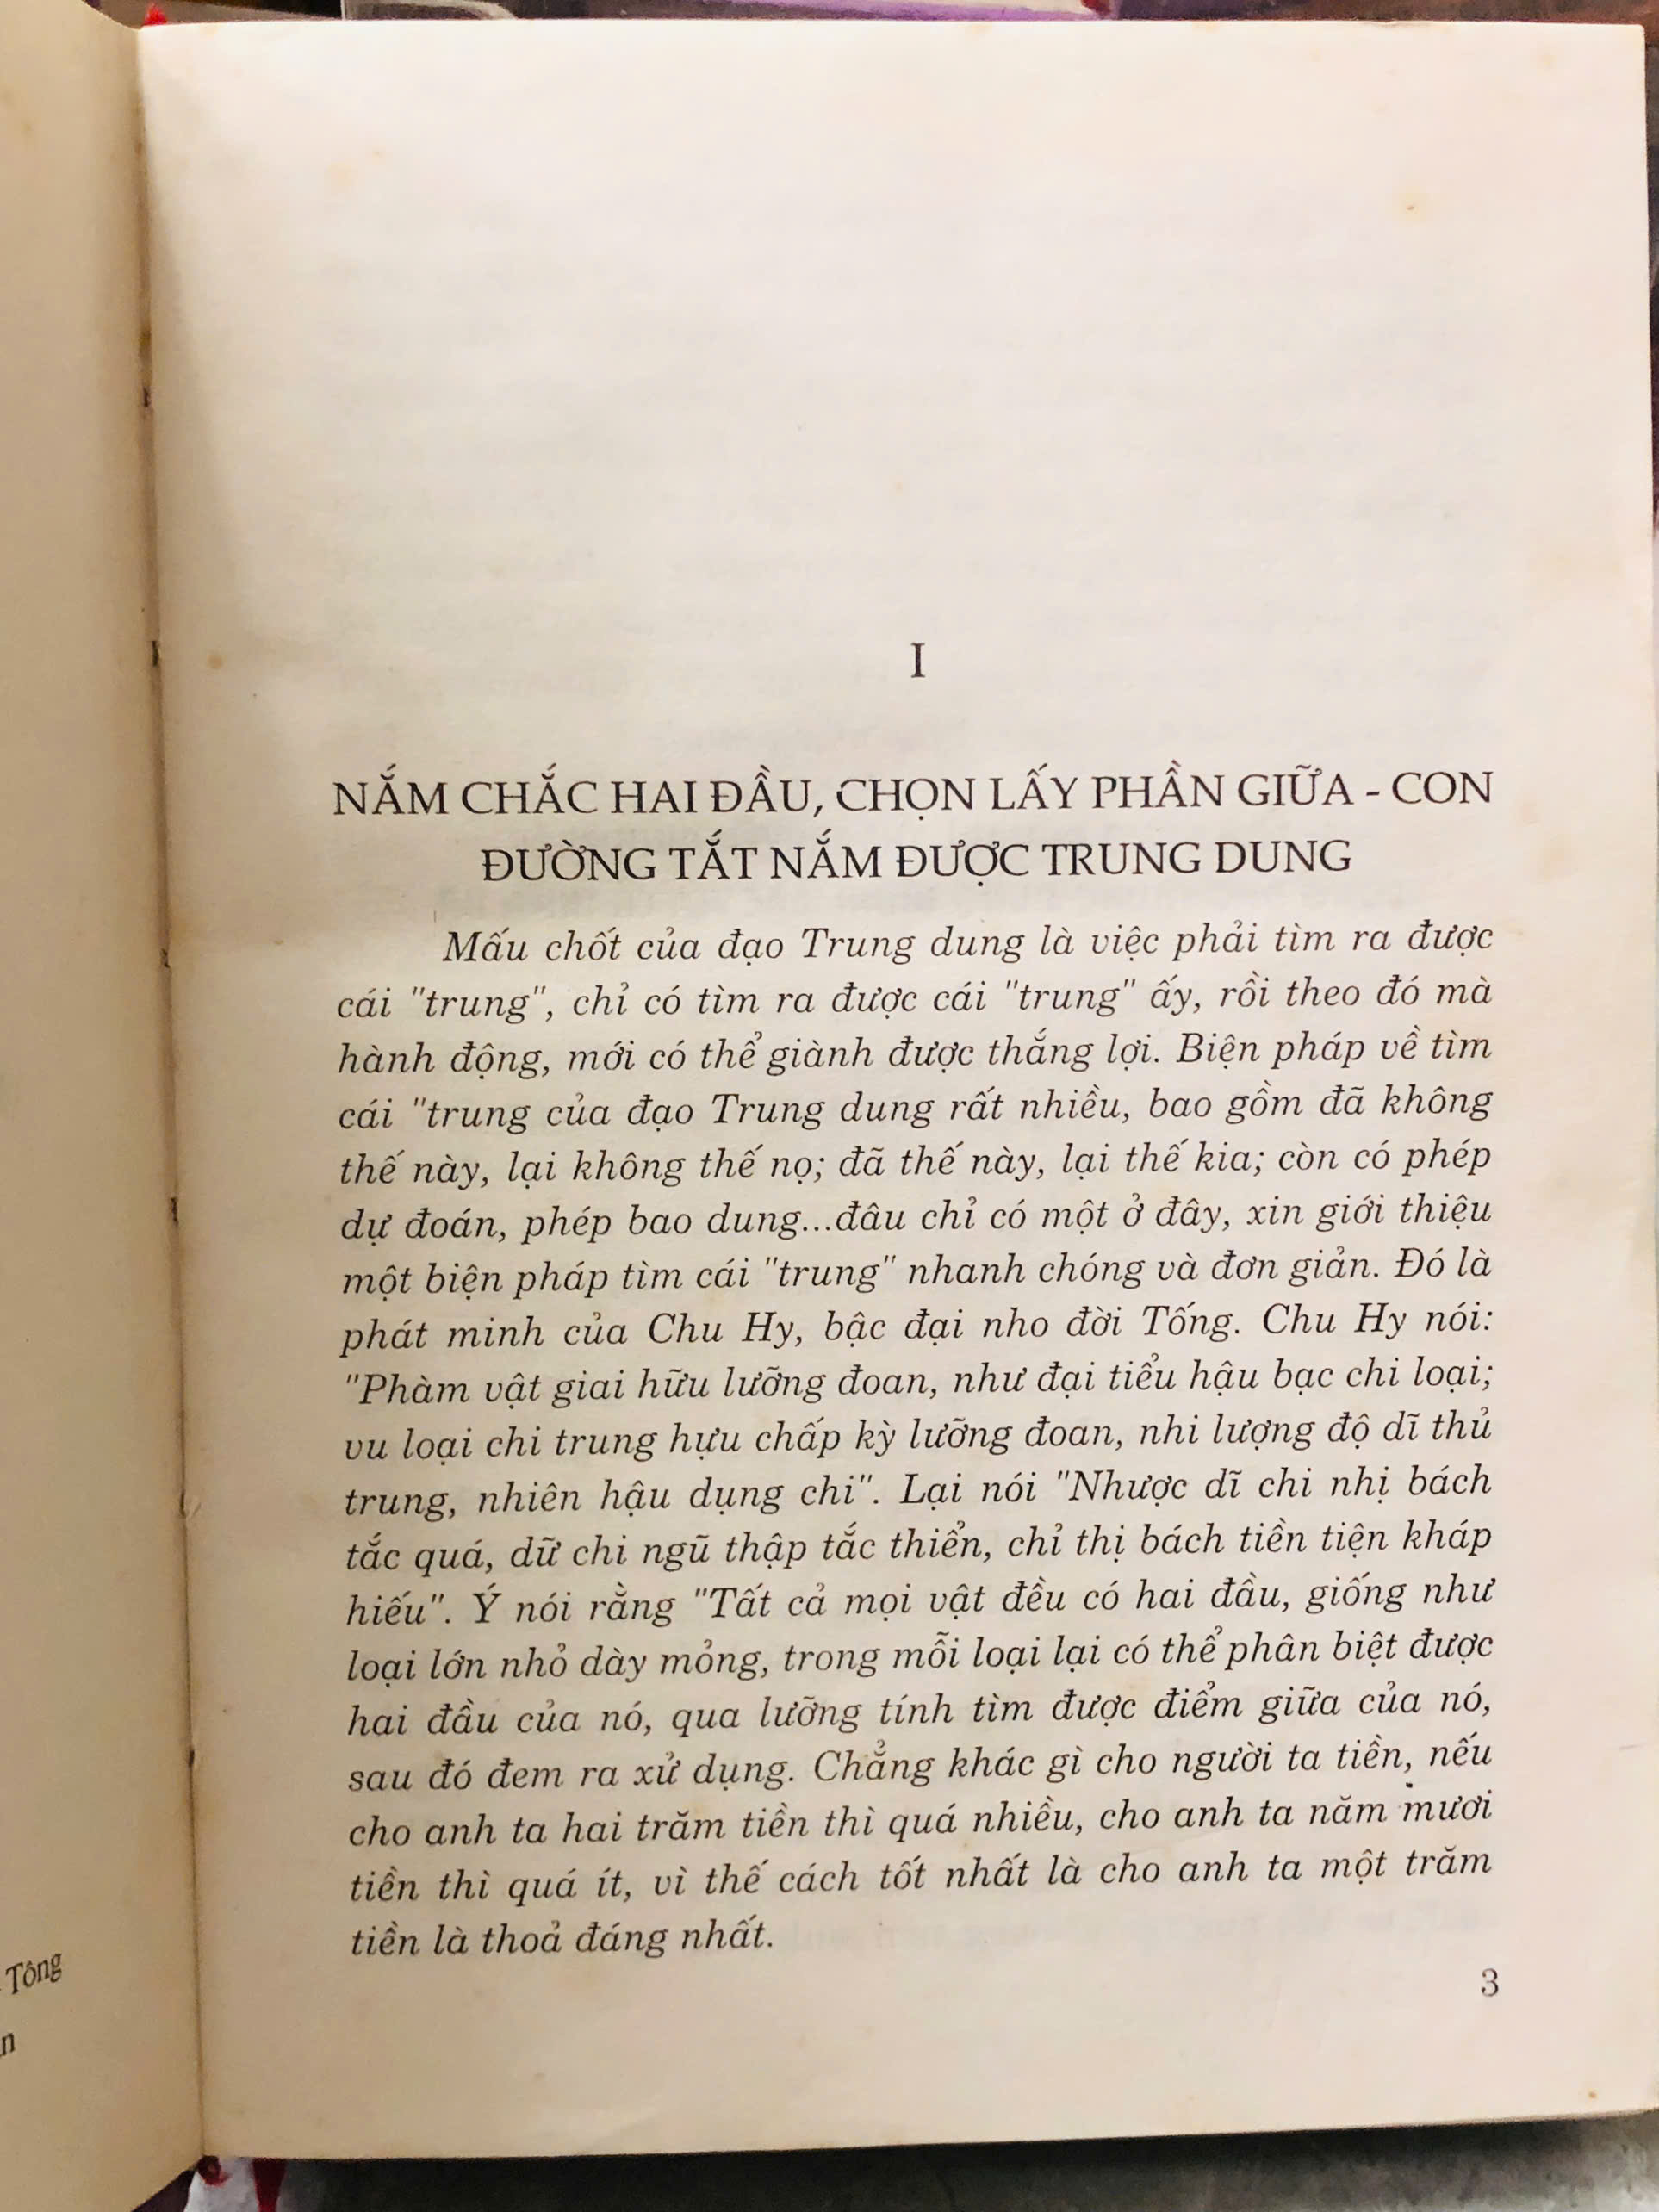 Tông
n
I
NẮM CHẮC HAI ĐẦU, CHỌN LẤY PHẦN GIỮA - CON
ĐƯỜNG TẮT NẮM ĐƯỢC TRUNG DUNG
Mấu chốt của đạo Trung dung là việc phải tìm ra được
cái "trung", chỉ có tìm ra được cái "trung" ấy, rồi theo đó mà
hành động, mới có thể giành được thắng lợi. Biện pháp về tìm
cái "trung của đạo Trung dung rất nhiều, bao gồm đã không
thế này, lại không thế nọ; đã thế này, lại thế kia; còn có phép
dự đoán, phép bao dung...đâu chỉ có một ở đây, xin giới thiệu
một biện pháp tìm cái "trung" nhanh chóng và đơn giản. Đó là
phát minh của Chu Hy, bậc đại nho đời Tống. Chu Hy nói:
"Phàm vật giai hữu lưỡng đoan, như đại tiểu hậu bạc chi loại;
vu loại chi trung hựu chấp kỳ lưỡng đoan, nhi lượng độ dĩ thủ
trung, nhiên hậu dụng chi". Lại nói "Nhược dĩ chi nhị bách
tắc quá, dữ chi ngũ thập tắc thiển, chỉ thị bách tiền tiện kháp
hiếu". Ý nói rằng "Tất cả mọi vật đều có hai đầu, giống như
loại lớn nhỏ dày mỏng, trong mỗi loại lại có thể phân biệt được
hai đầu của nó, qua lưỡng tính tìm được điểm giữa của nó,
sau đó đem ra xử dụng. Chẳng khác gì cho người ta tiền, nếu
cho anh ta hai trăm tiền thì quá nhiều, cho anh ta năm mươi
tiền thì quá ít, vì thế cách tốt nhất là cho anh ta một trăm
tiền là thoả đáng nhất.
3